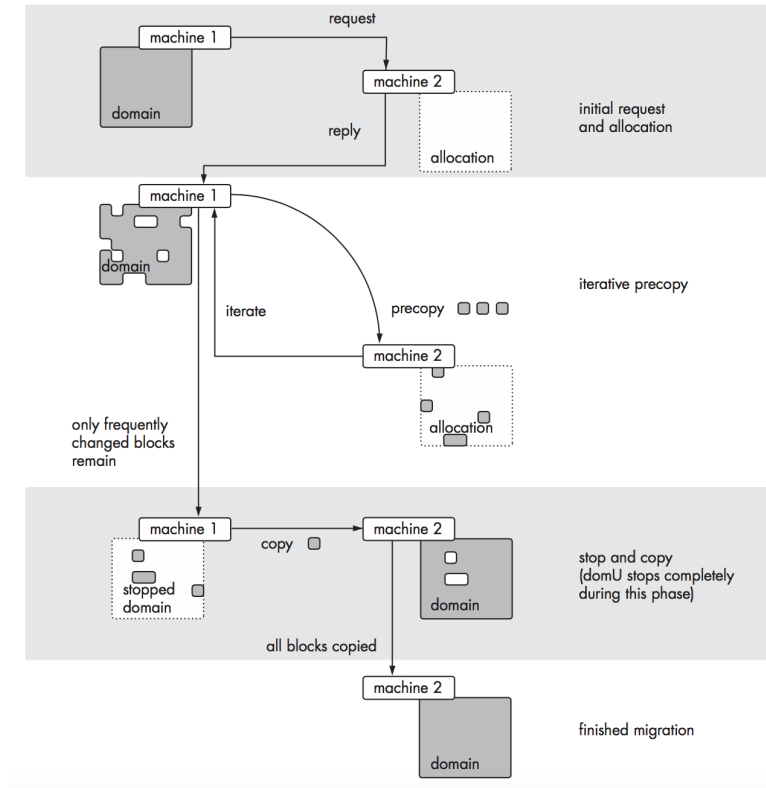 request
machine 1
machine 2
domain
reply
allocation
initial request
and allocation
machine 1
domain
iterate
precopy
iterative precopy
machine 2
allocation
only frequently
changed blocks
remain
machine 1
machine 2
copy
stopped
domain
domain
stop and copy
(domU stops completely
during this phase)
all blocks copied
machine 2
domain
finished migration